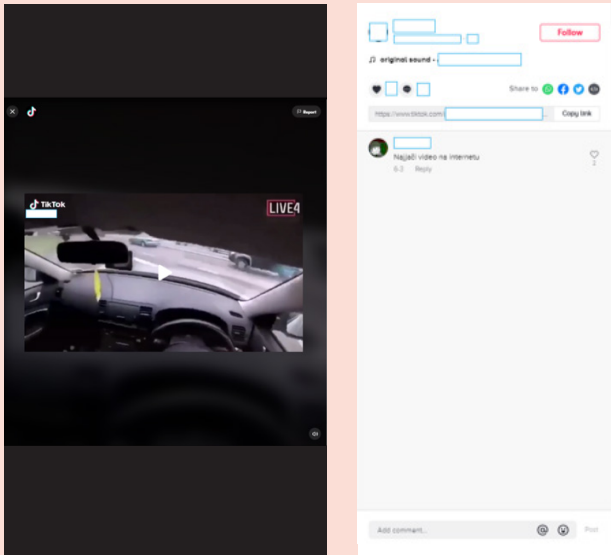 Report
TikTok
LIVE4
Follow
original sound -
Share to
https://www.tiktok.com/
...
Copy link
Najjači video na internetu
6-3 Reply
Add comment...
Post